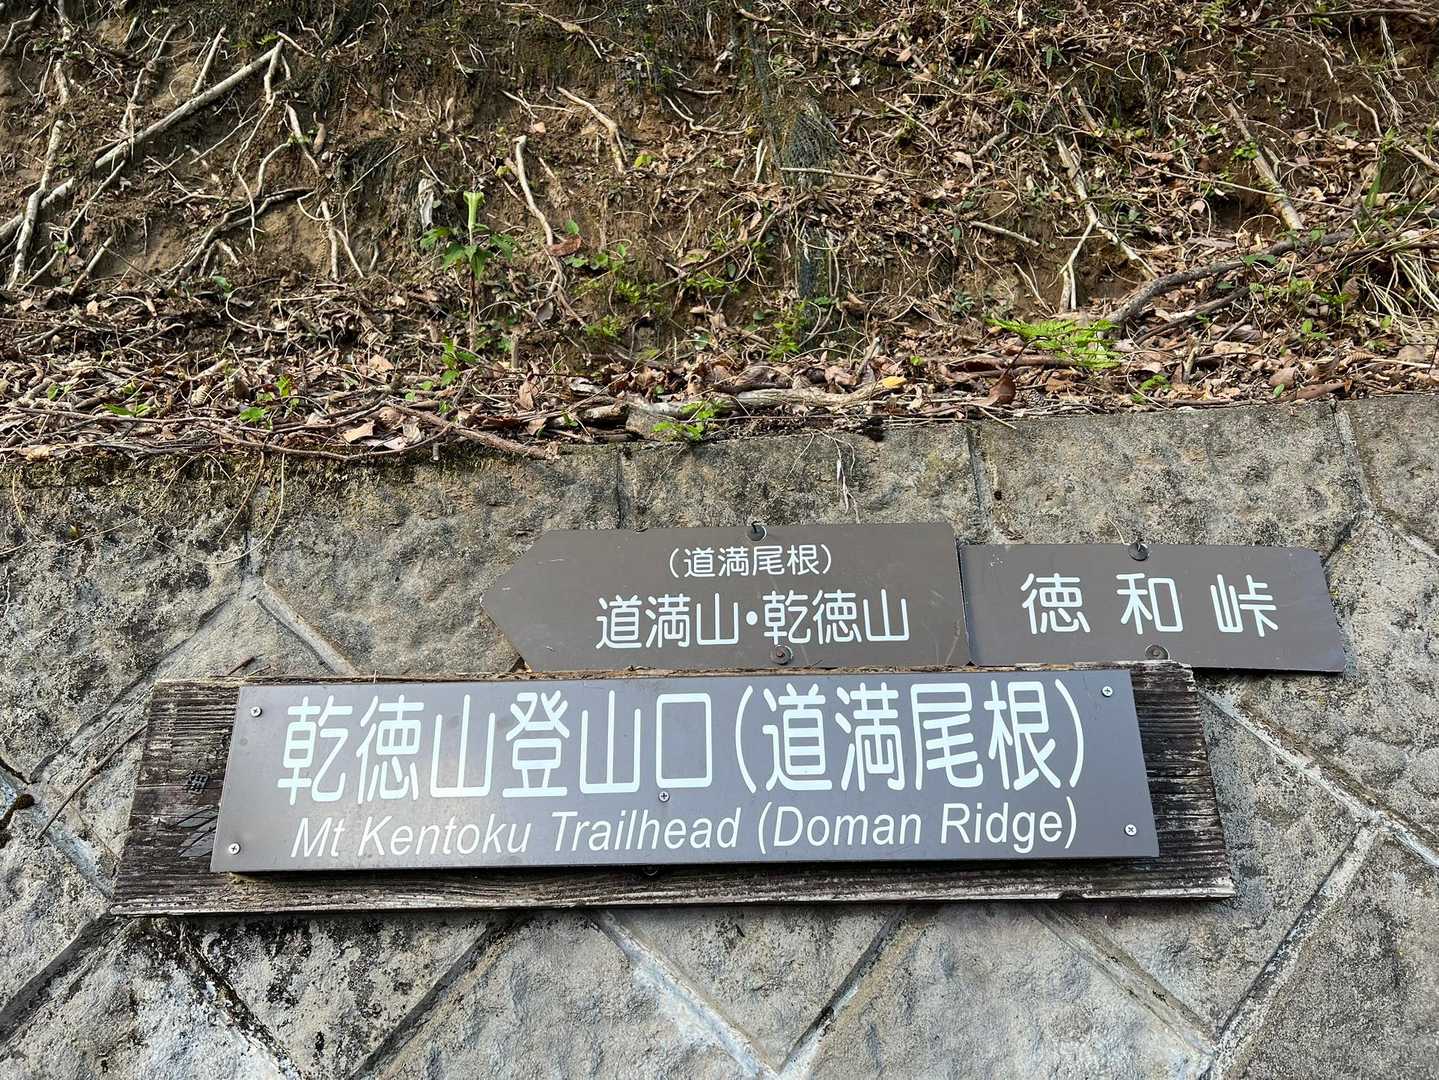 (道満尾根)
道満山・乾徳山
徳和峠
乾徳山登山口(道満尾根)
Mt Kentoku Trailhead (Doman Ridge)